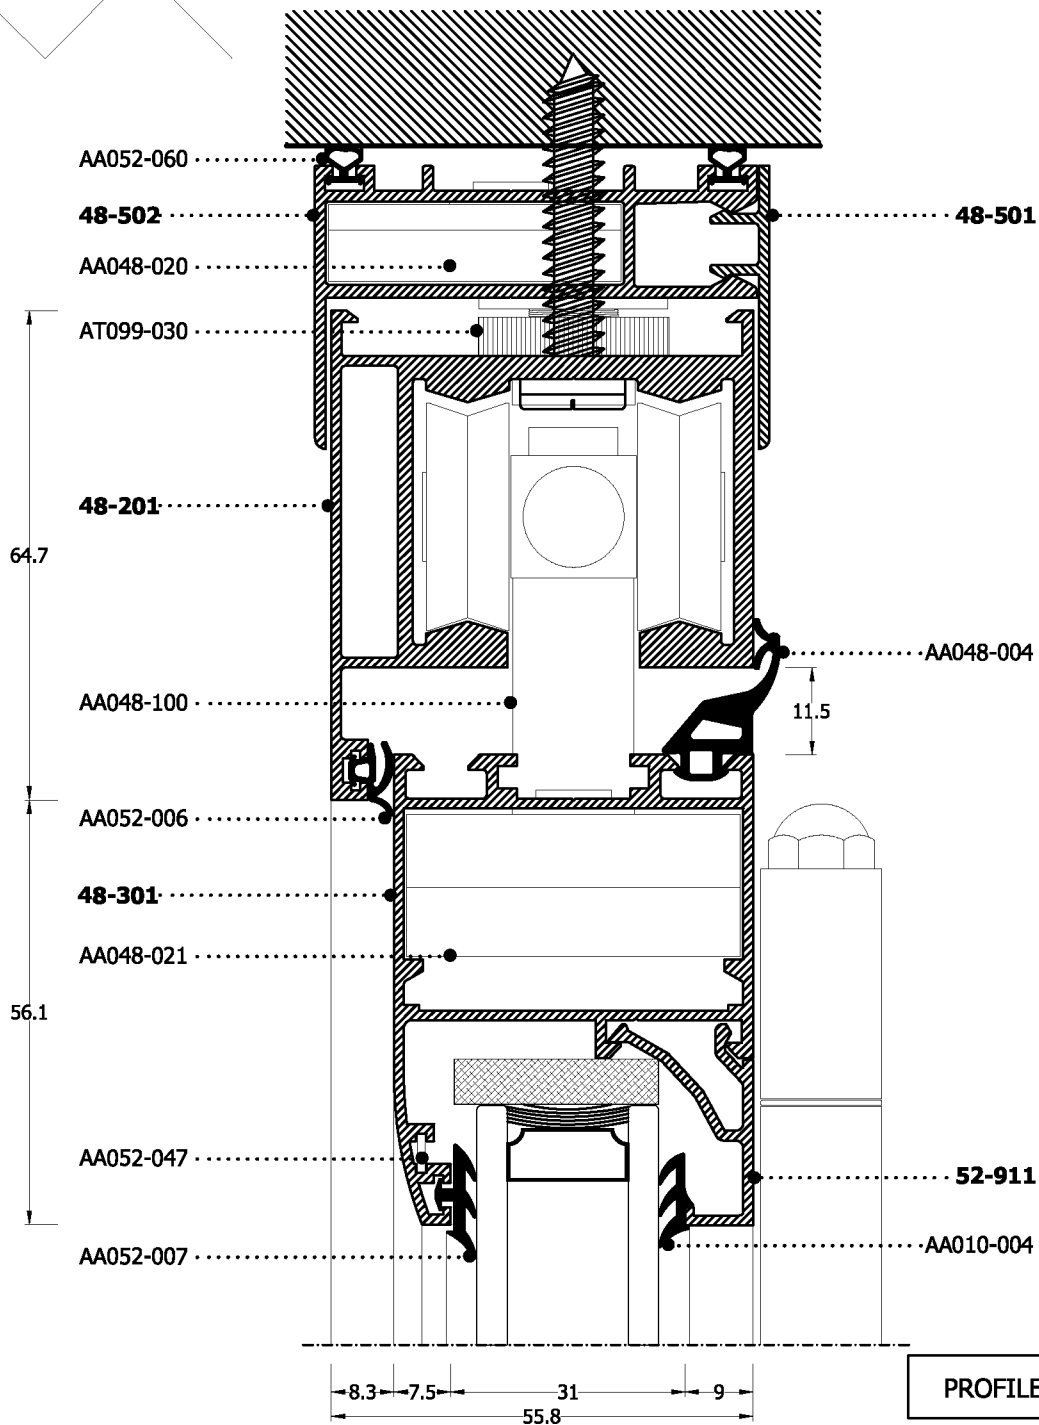 AA052-060
48-502
48-501
AA048-020
AT099-030
48-201
64.7
AA048-004
AA048-100
11.5
AA052-006
48-301
AA048-021
56.1
AA052-047
52-911
AA052-007
AA010-004
8.3 7.5 31 9
55.8
PROFILE